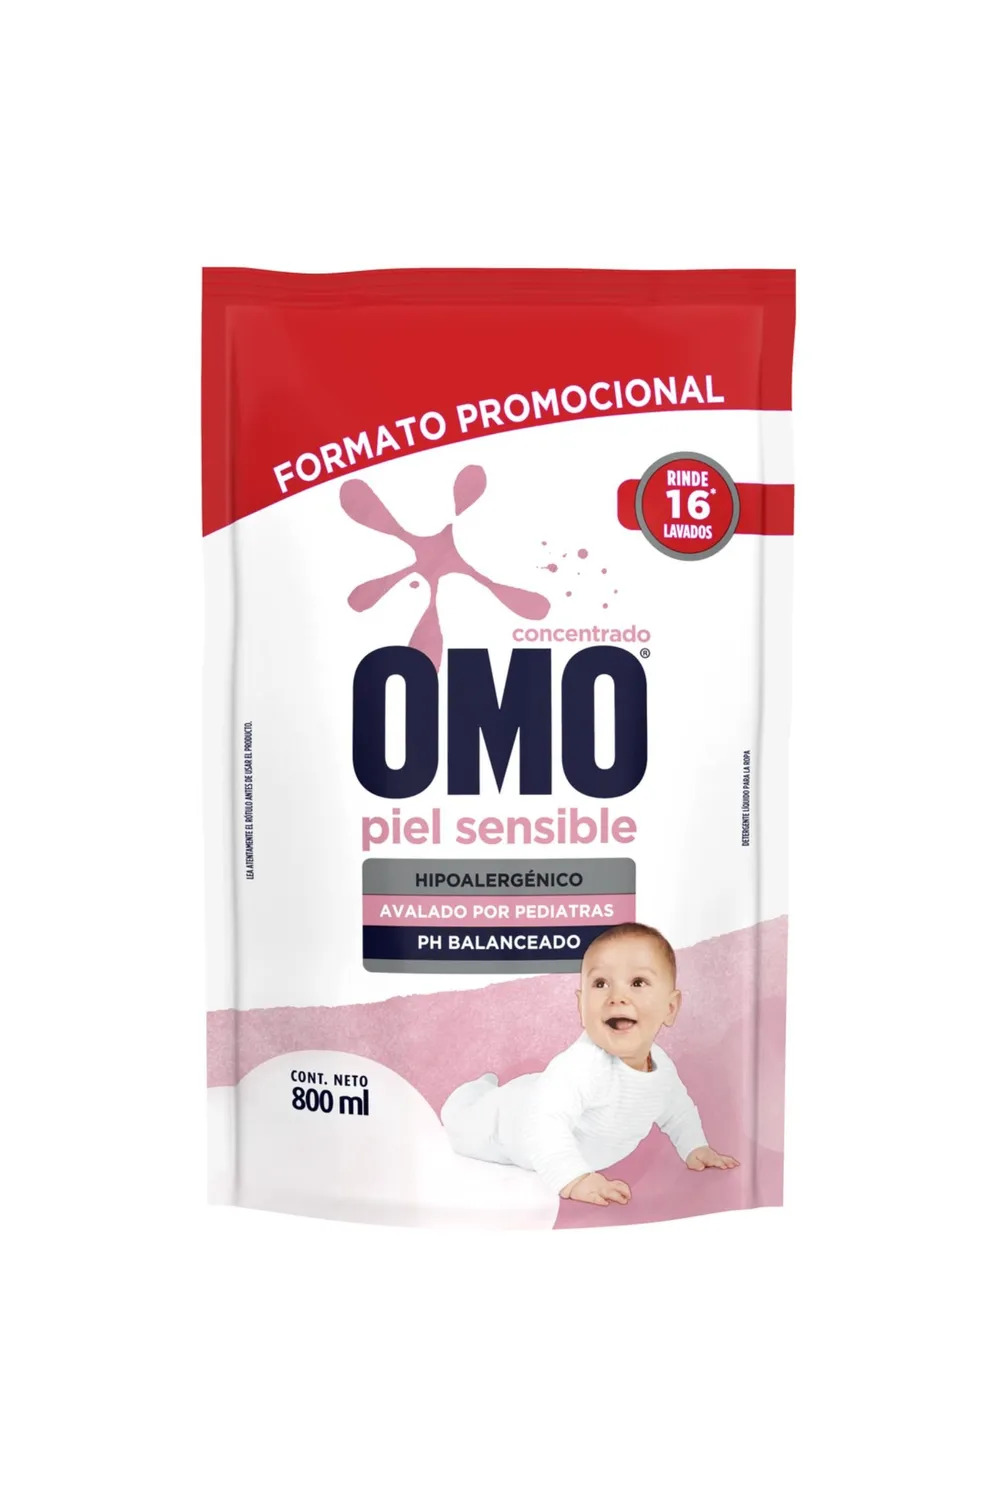 FORMATO PROMOCIONAL
RINDE
16*
LAVADOS
concentrado
OMO®
piel sensible
HIPOALERGÉNICO
AVALADO POR PEDIATRAS
PH BALANCEADO
LEA ATENTAMENTE EL RÓTULO ANTES DE USAR EL PRODUCTO.
DETERGENTE LÍQUIDO PARA LA ROPA
CONT. NETO
800 ml